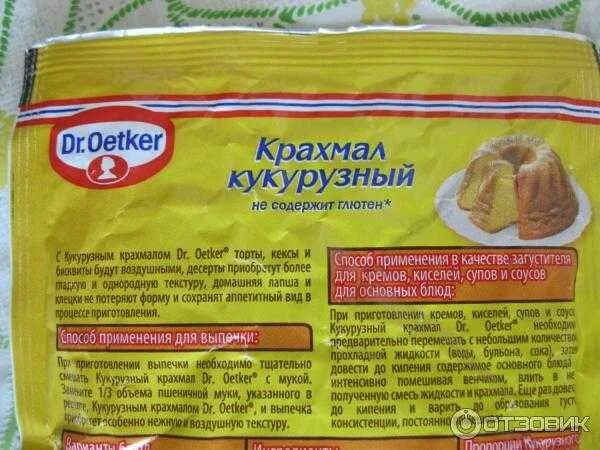 Dr.Oetker
Крахмал
кукурузный
не содержит глютен*
С Кукурузным крахмалом Dr. Oetker® торты, кексы и
бисквиты будут воздушными, десерты приобретут более
гладкую и однородную текстуру, домашняя лапша и
клецки не потеряют форму и сохранят аппетитный вид в
процессе приготовления.
Способ применения для выпечки:
При приготовлении выпечки необходимо тщательно
смешать Кукурузный крахмал Dr. Oetker® с мукой.
Замените 1/3 объема пшеничной муки, указанного в
рецепте, Кукурузным крахмалом Dr. Oetker®, и выпечка
приобретет особенно нежную и воздушную текстуру.
Варианты
Способ применения в качестве загустителя
для кремов, киселей, супов и соусов
для основных блюд:
При приготовлении кремов, киселей, супов и соусов
Кукурузный крахмал Dr. Oetker® необходимо
предварительно перемешать с небольшим количеством
прохладной жидкости (воды, бульона, сока), затем
довести до кипения содержимое основного блюда
интенсивно помешивая венчиком, влить в не
полученную смесь жидкости и крахмала. Еще раз довес
до кипения и варить до образования густ
консистенции, постоянно
Пропорции Кукурузного
ОТЗОВИК